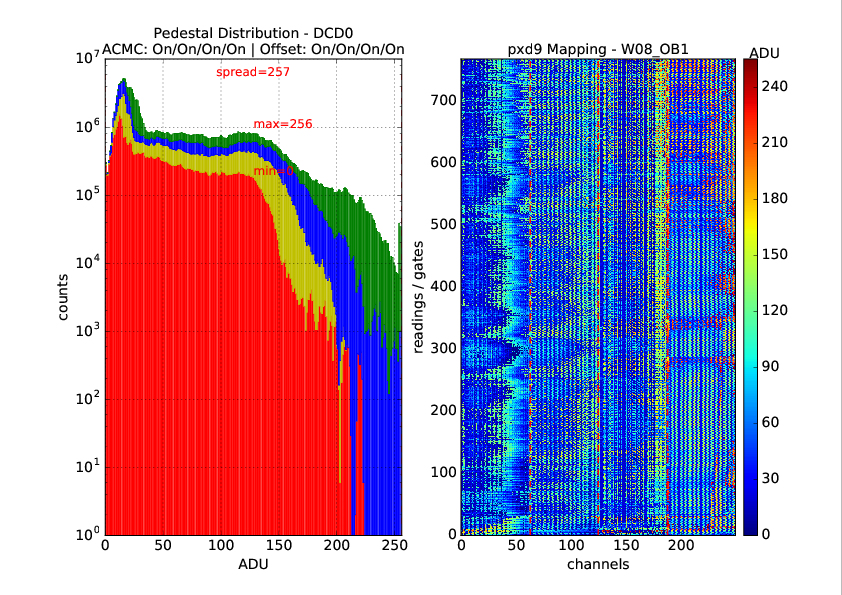 Pedestal Distribution - DCD0
ACMC: On/On/On/On | Offset: On/On/On/On
spread=257
max=256
min=0
10^7
10^6
10^5
10^4
10^3
10^2
10^1
10^0
counts
0 50 100 150 200 250
ADU
pxd9 Mapping - W08_OB1
700
600
500
400
300
200
100
0
readings / gates
0 50 100 150 200
channels
ADU
240
210
180
150
120
90
60
30
0